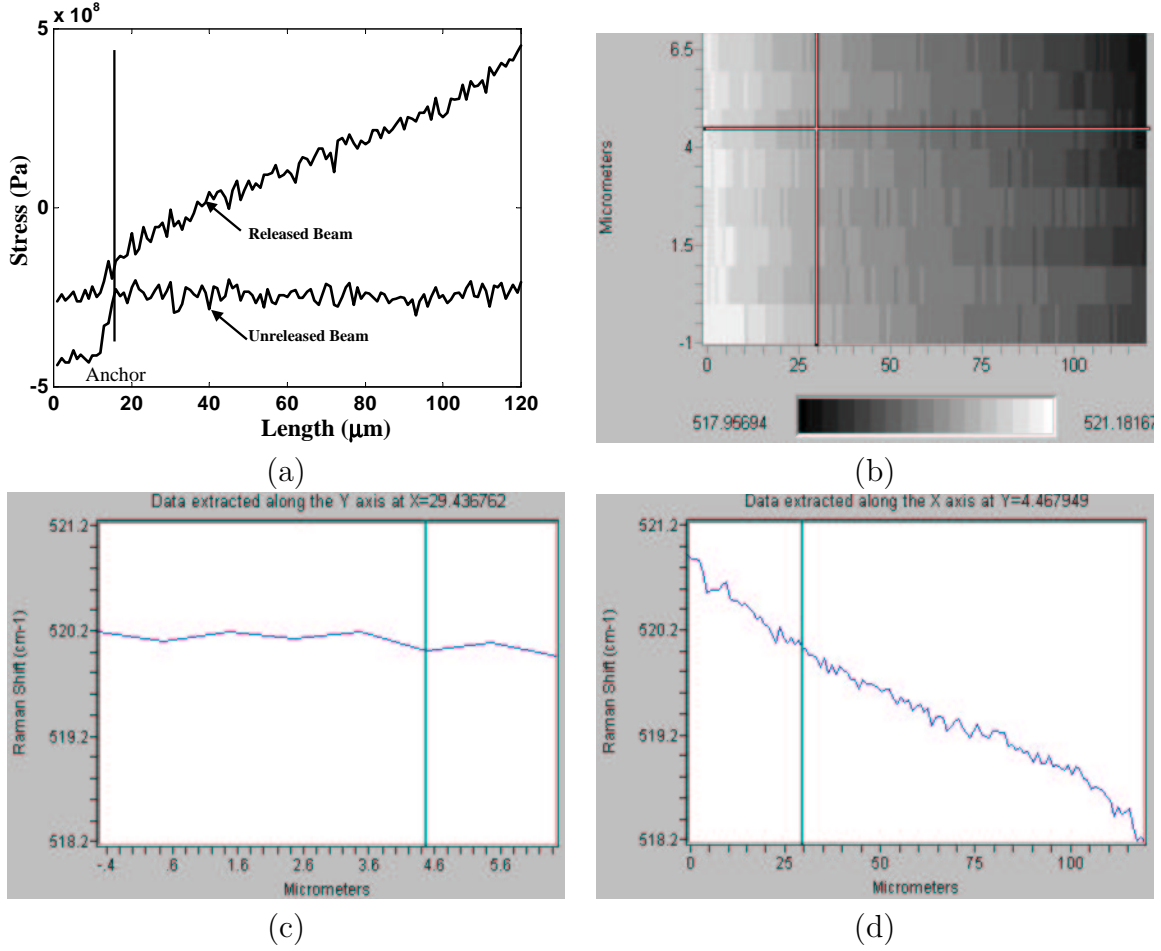 5
x 10⁸
0
-5
Stress (Pa)
Released Beam
Unreleased Beam
Anchor
0 20 40 60 80 100 120
Length (μm)
(a)
6.5
4
1.5
-1
Micrometers
0 25 50 75 100
517.95694 521.18167
(b)
Data extracted along the Y axis at X=29.436762
521.2
520.2
519.2
518.2
Raman Shift (cm-1)
-.4 .6 1.6 2.6 3.6 4.6 5.6
Micrometers
(c)
Data extracted along the X axis at Y=4.467949
521.2
520.2
519.2
518.2
Raman Shift (cm-1)
0 25 50 75 100
Micrometers
(d)